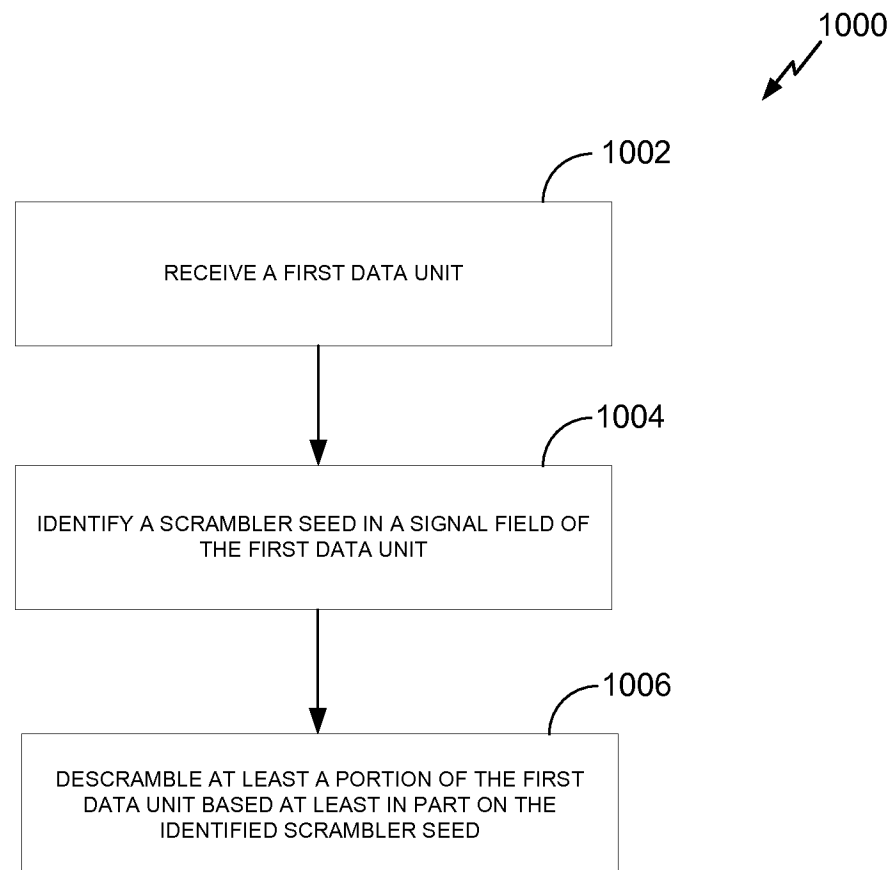 1000
1002
RECEIVE A FIRST DATA UNIT
1004
IDENTIFY A SCRAMBLER SEED IN A SIGNAL FIELD OF
THE FIRST DATA UNIT
1006
DESCRAMBLE AT LEAST A PORTION OF THE FIRST
DATA UNIT BASED AT LEAST IN PART ON THE
IDENTIFIED SCRAMBLER SEED